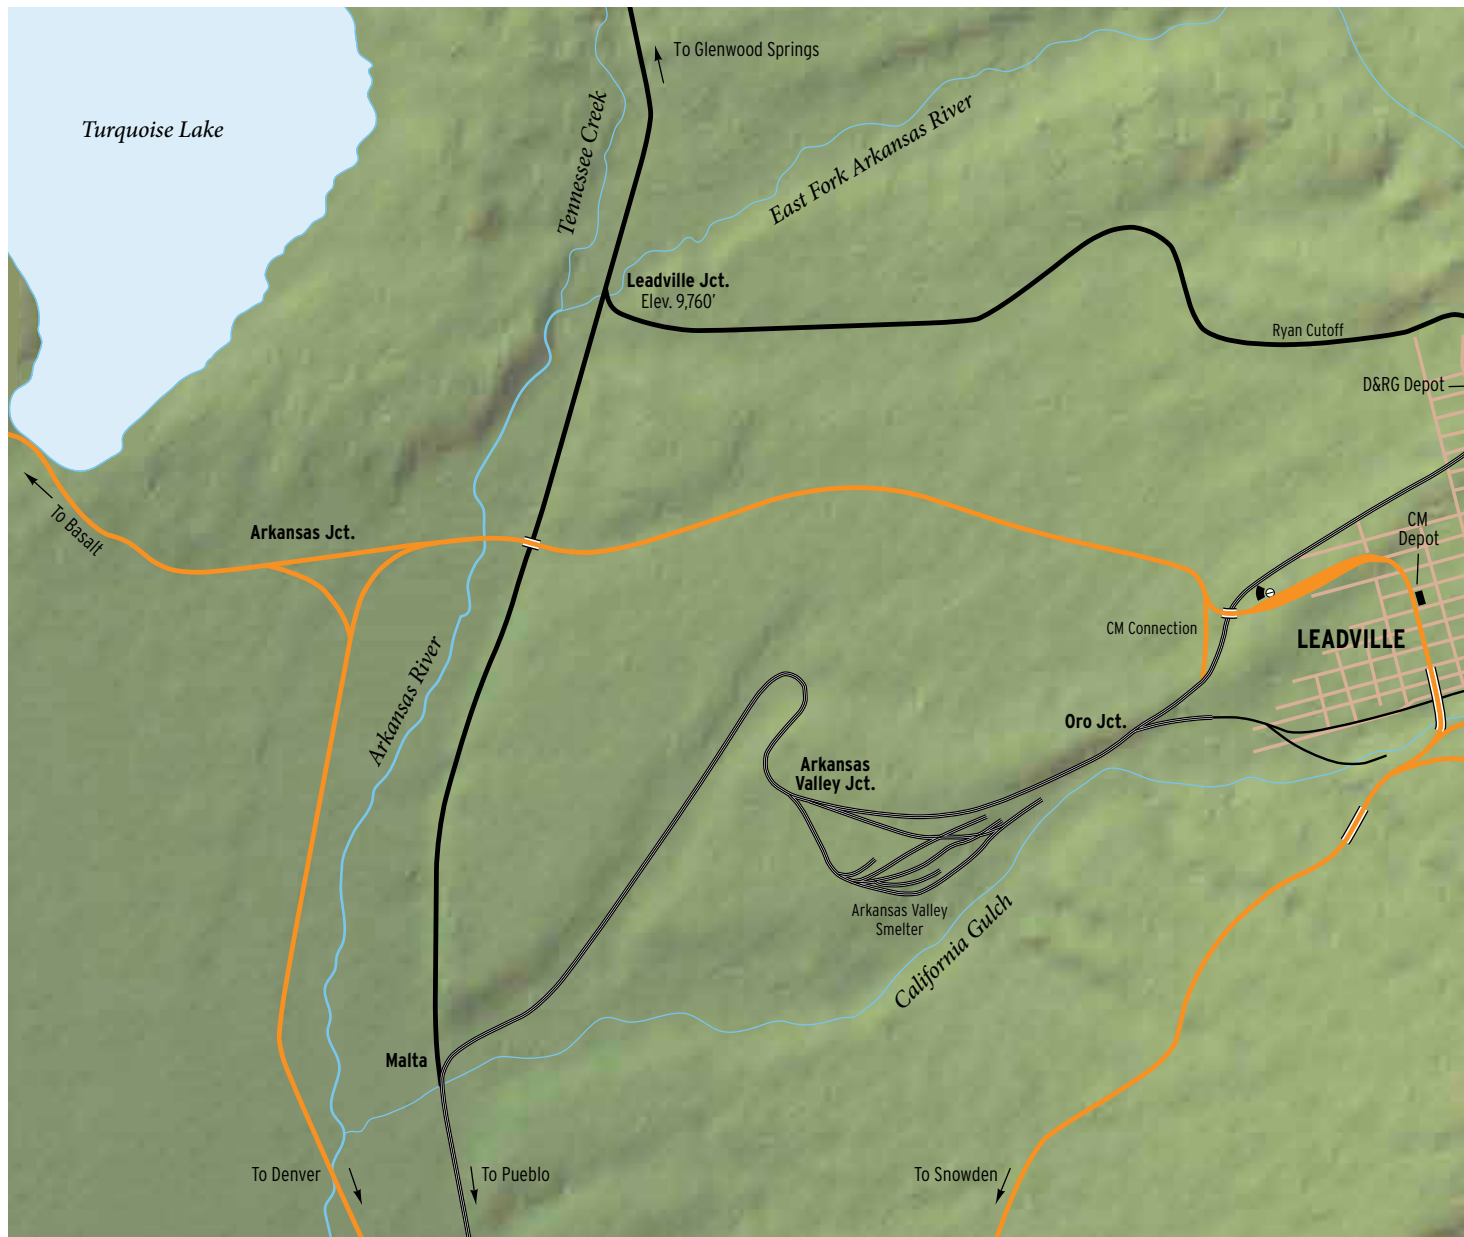 To Glenwood Springs
Turquoise Lake
Tennessee Creek
East Fork Arkansas River
Leadville Jct.
Elev. 9,760'
Ryan Cutoff
D&RG Depot
To Basalt
Arkansas Jct.
CM
Depot
CM Connection
LEADVILLE
Arkansas River
Oro Jct.
Arkansas
Valley Jct.
Arkansas Valley
Smelter
California Gulch
Malta
To Denver
To Pueblo
To Snowden